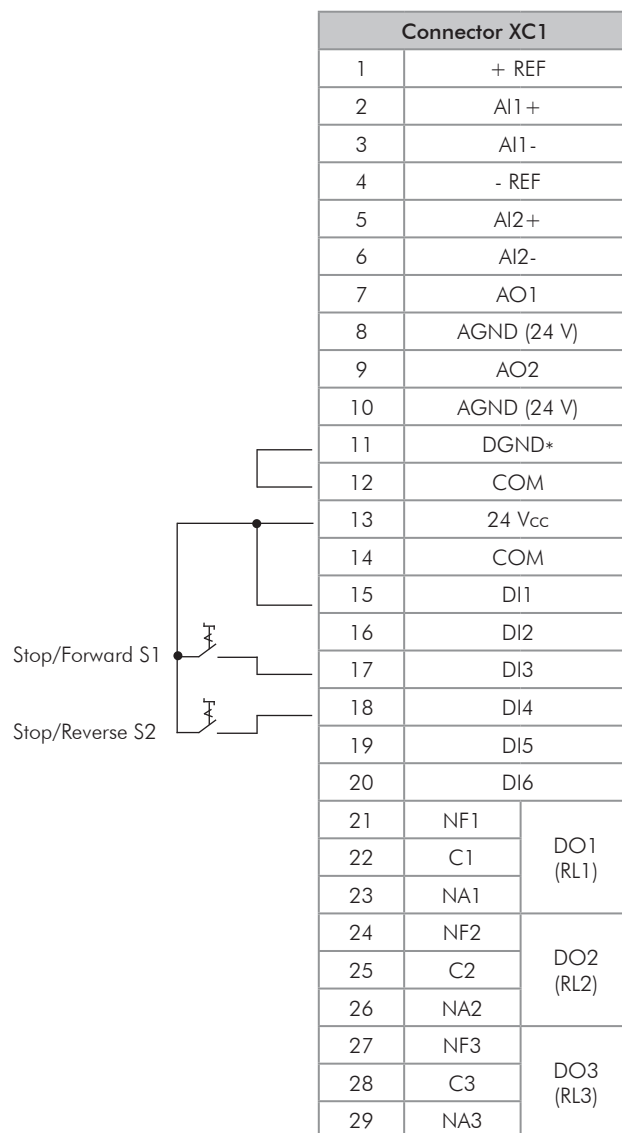 Connector XC1
1 + REF
2 AI1+
3 AI1-
4 - REF
5 AI2+
6 AI2-
7 AO1
8 AGND (24 V)
9 AO2
10 AGND (24 V)
11 DGND*
12 COM
13 24 Vcc
14 COM
15 DI1
16 DI2
Stop/Forward S1
17 DI3
18 DI4
Stop/Reverse S2
19 DI5
20 DI6
21 NF1
22 C1
23 NA1
DO1
(RL1)
24 NF2
25 C2
26 NA2
DO2
(RL2)
27 NF3
28 C3
29 NA3
DO3
(RL3)